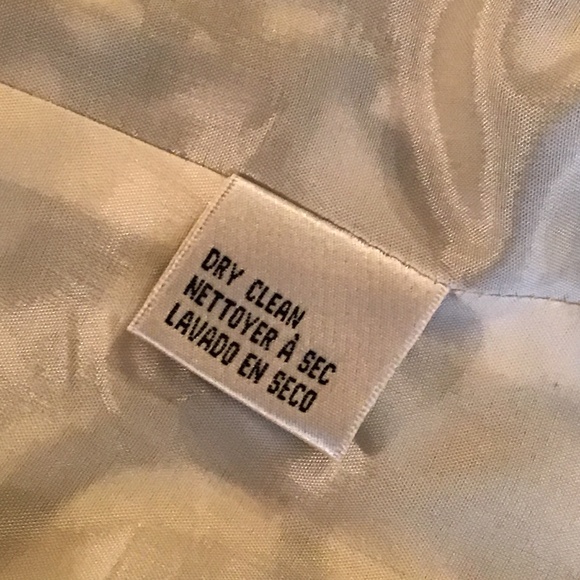 DRY CLEAN
NETTOYER À SEC
LAVADO EN SECO